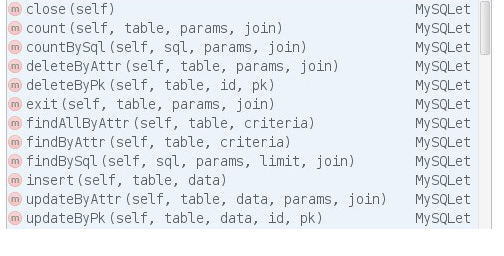 m close(self) MySQLet
m count(self, table, params, join) MySQLet
m countBySql(self, sql, params, join) MySQLet
m deleteByAttr(self, table, params, join) MySQLet
m deleteByPk(self, table, id, pk) MySQLet
m exit(self, table, params, join) MySQLet
m findAllByAttr(self, table, criteria) MySQLet
m findByAttr(self, table, criteria) MySQLet
m findBySql(self, sql, params, limit, join) MySQLet
m insert(self, table, data) MySQLet
m updateByAttr(self, table, data, params, join) MySQLet
m updateByPk(self, table, data, id, pk) MySQLet